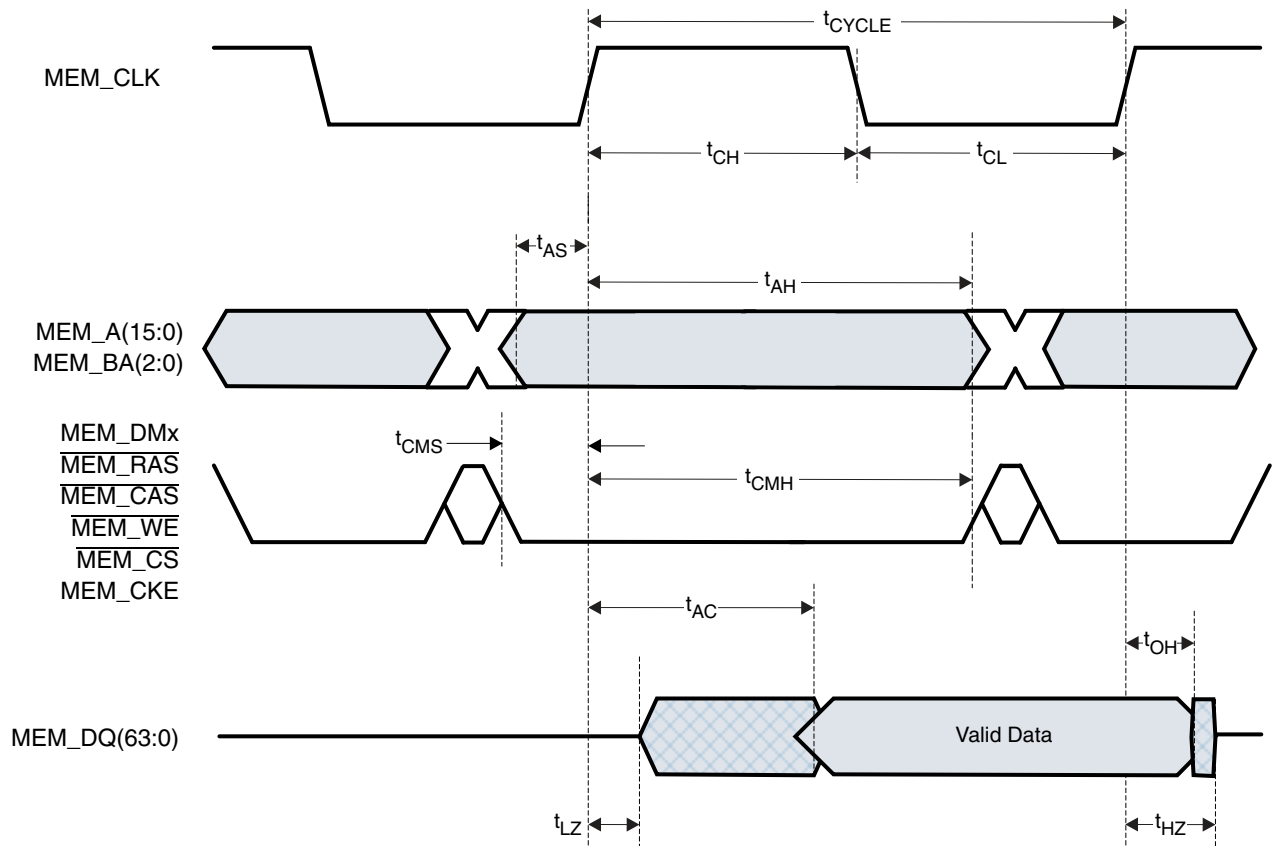 tCYCLE
MEM_CLK
tCH
tCL
tAS
tAH
MEM_A(15:0)
MEM_BA(2:0)
MEM_DMx
MEM_RAS
MEM_CAS
MEM_WE
MEM_CS
MEM_CKE
tCMS
tCMH
tAC
tOH
MEM_DQ(63:0)
Valid Data
tLZ
tHZ